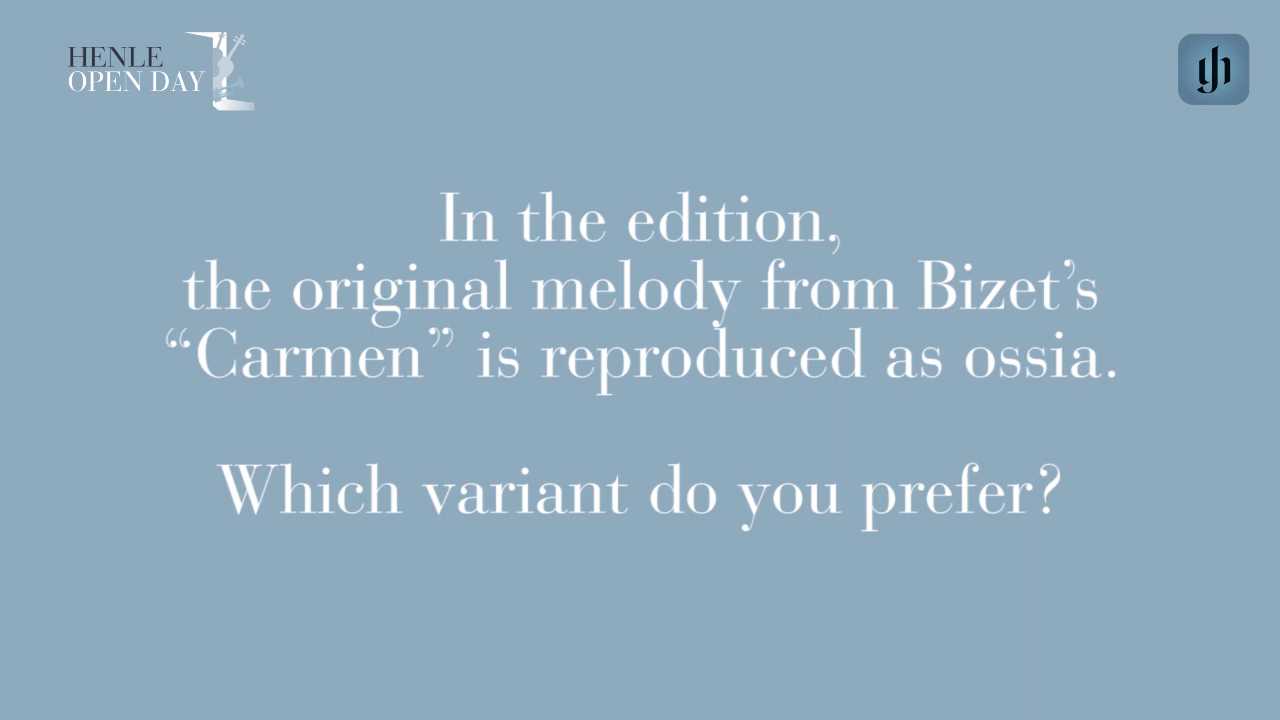 HENLE
OPEN DAY
In the edition,
the original melody from Bizet’s
“Carmen” is reproduced as ossia.
Which variant do you prefer?